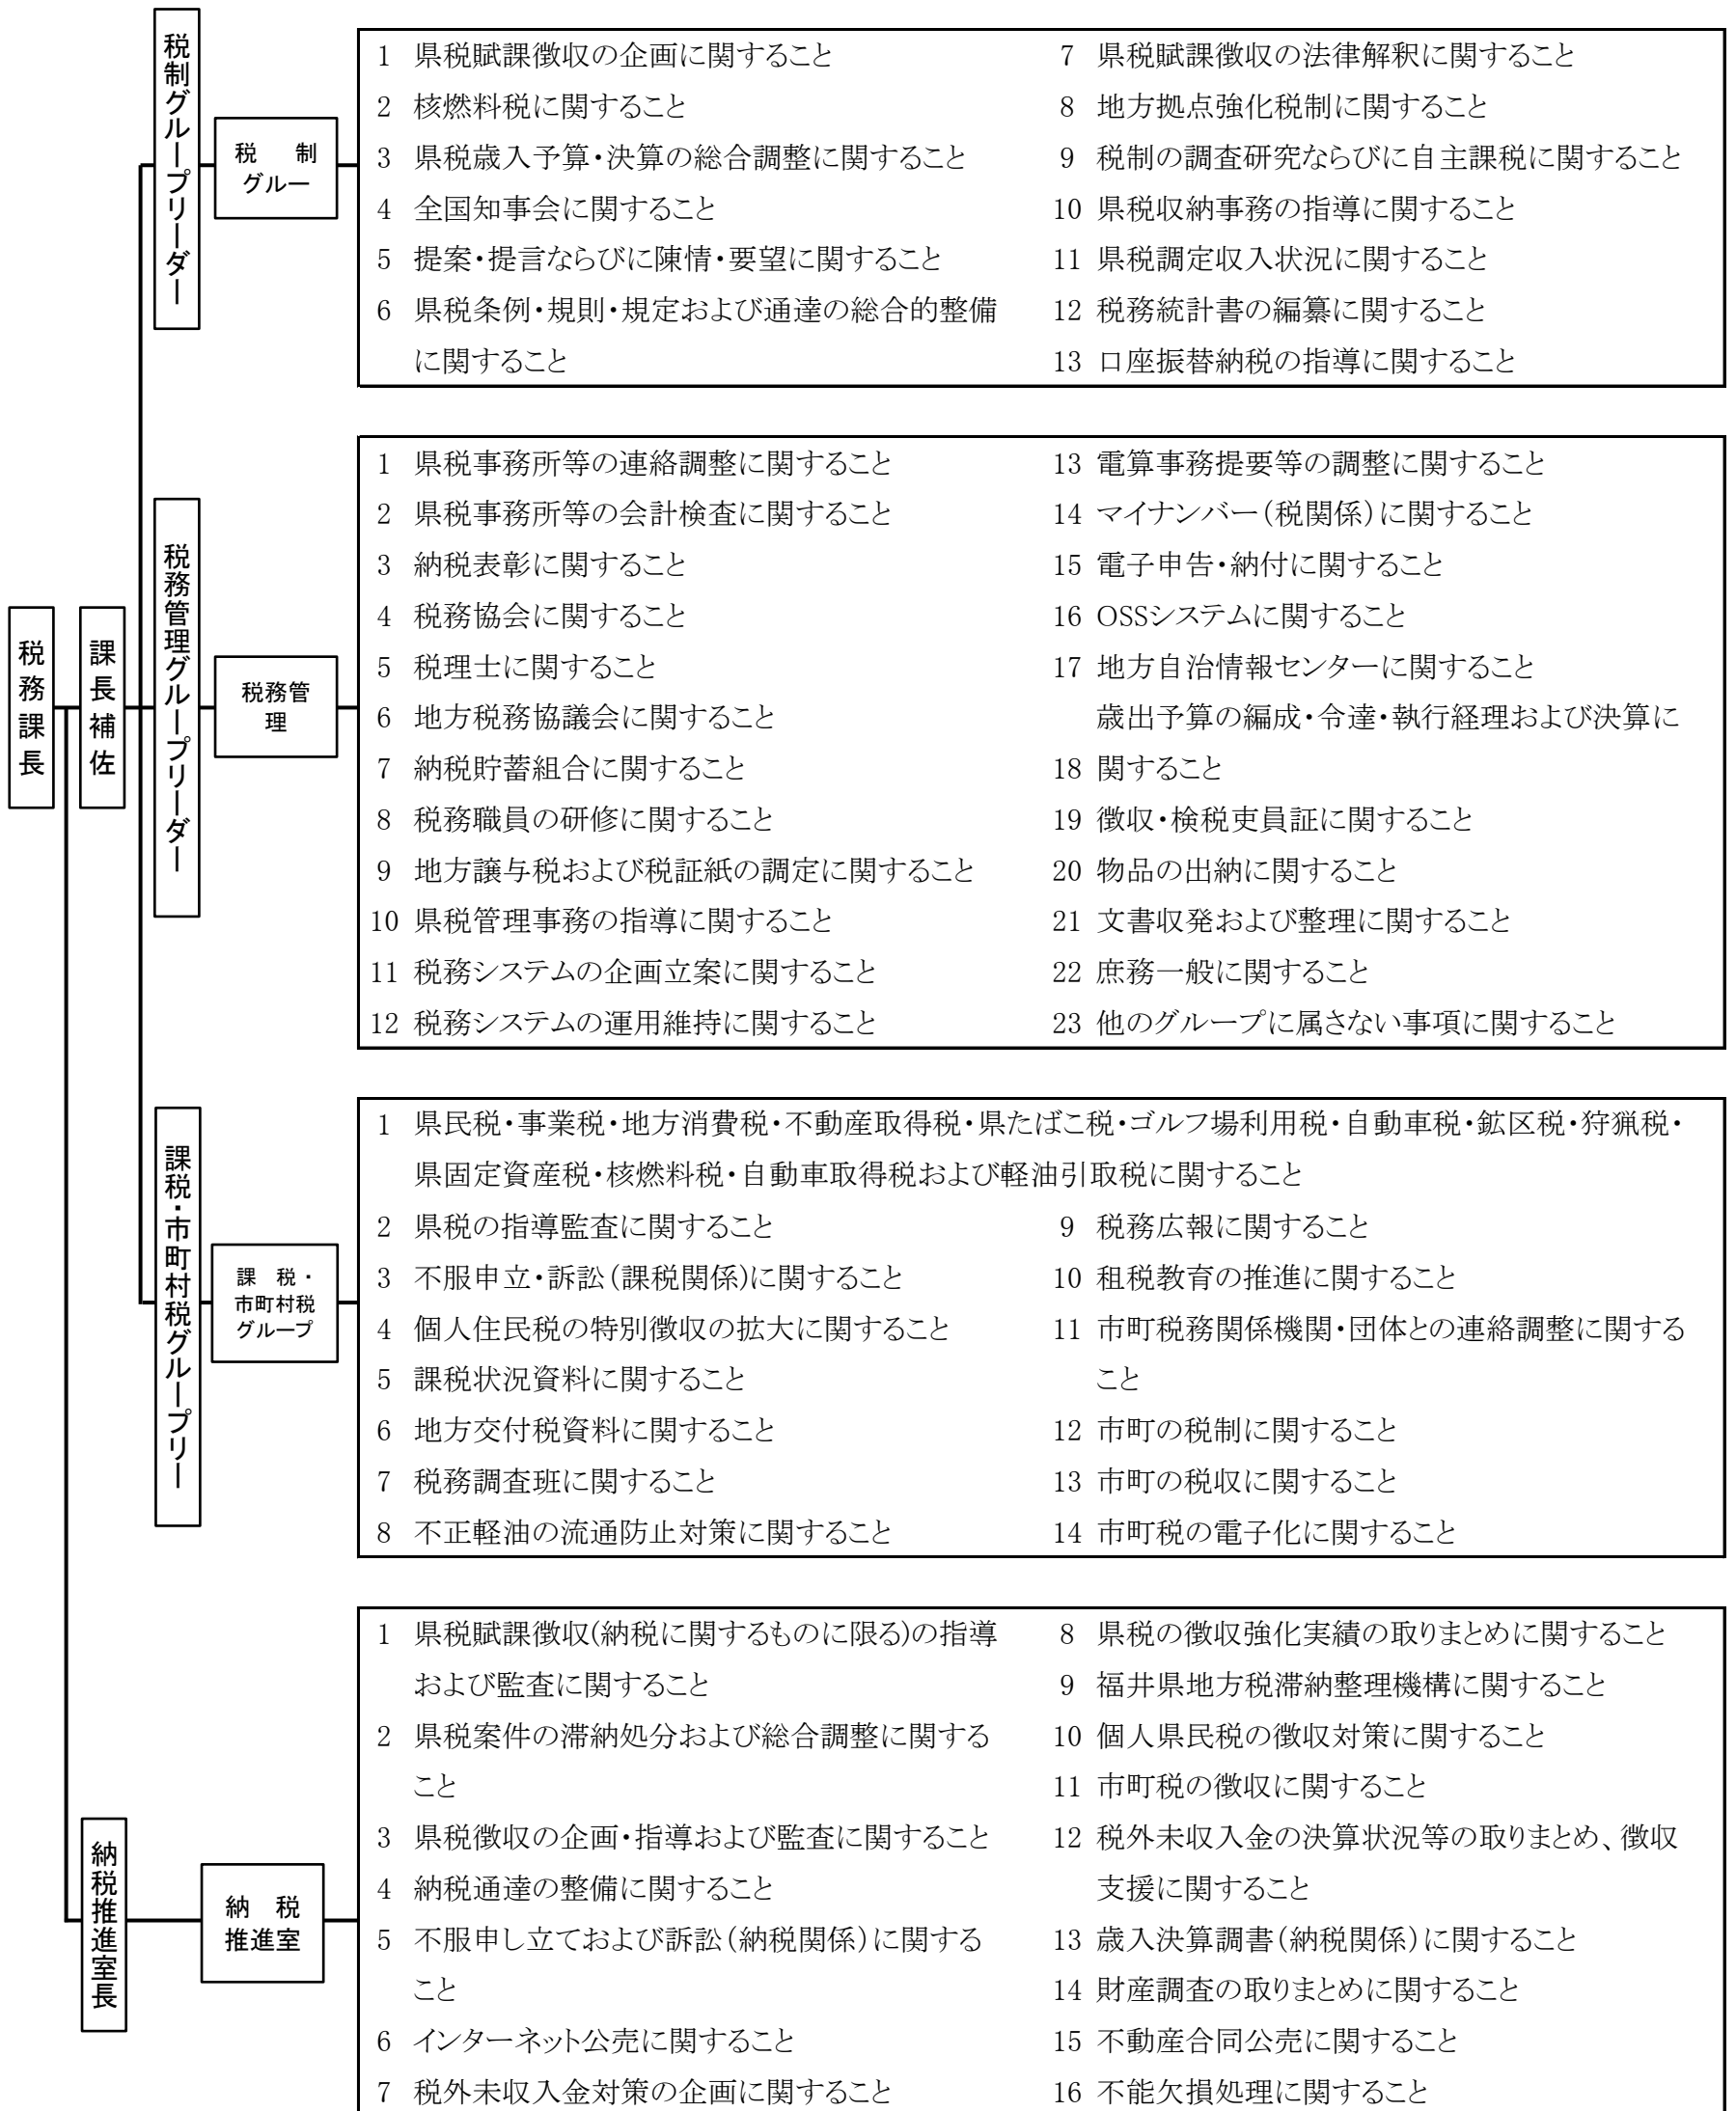 税務課長
課長補佐
税制グループリーダー
税　制
グルー
1 県税賦課徴収の企画に関すること
2 核燃料税に関すること
3 県税歳入予算・決算の総合調整に関すること
4 全国知事会に関すること
5 提案・提言ならびに陳情・要望に関すること
6 県税条例・規則・規定および通達の総合的整備
に関すること
7 県税賦課徴収の法律解釈に関すること
8 地方拠点強化税制に関すること
9 税制の調査研究ならびに自主課税に関すること
10 県税収納事務の指導に関すること
11 県税調定収入状況に関すること
12 税務統計書の編纂に関すること
13 口座振替納税の指導に関すること
税務管理グループリーダー
税務管
理
1 県税事務所等の連絡調整に関すること
2 県税事務所等の会計検査に関すること
3 納税表彰に関すること
4 税務協会に関すること
5 税理士に関すること
6 地方税務協議会に関すること
7 納税貯蓄組合に関すること
8 税務職員の研修に関すること
9 地方譲与税および税証紙の調定に関すること
10 県税管理事務の指導に関すること
11 税務システムの企画立案に関すること
12 税務システムの運用維持に関すること
13 電算事務提要等の調整に関すること
14 マイナンバー（税関係）に関すること
15 電子申告・納付に関すること
16 OSSシステムに関すること
17 地方自治情報センターに関すること
歳出予算の編成・令達・執行経理および決算に
18 関すること
19 徴収・検税吏員証に関すること
20 物品の出納に関すること
21 文書収発および整理に関すること
22 庶務一般に関すること
23 他のグループに属さない事項に関すること
課税・市町村税グループリー
課　税・
市町村税
グループ
1 県民税・事業税・地方消費税・不動産取得税・県たばこ税・ゴルフ場利用税・自動車税・鉱区税・狩猟税・
県固定資産税・核燃料税・自動車取得税および軽油引取税に関すること
2 県税の指導監査に関すること
3 不服申立・訴訟（課税関係）に関すること
4 個人住民税の特別徴収の拡大に関すること
5 課税状況資料に関すること
6 地方交付税資料に関すること
7 税務調査班に関すること
8 不正軽油の流通防止対策に関すること
9 税務広報に関すること
10 租税教育の推進に関すること
11 市町税務関係機関・団体との連絡調整に関する
こと
12 市町の税制に関すること
13 市町の税収に関すること
14 市町税の電子化に関すること
納税推進室長
納　税
推進室
1 県税賦課徴収(納税に関するものに限る)の指導
および監査に関すること
2 県税案件の滞納処分および総合調整に関する
こと
3 県税徴収の企画・指導および監査に関すること
4 納税通達の整備に関すること
5 不服申し立ておよび訴訟（納税関係）に関する
こと
6 インターネット公売に関すること
7 税外未収入金対策の企画に関すること
8 県税の徴収強化実績の取りまとめに関すること
9 福井県地方税滞納整理機構に関すること
10 個人県民税の徴収対策に関すること
11 市町税の徴収に関すること
12 税外未収入金の決算状況等の取りまとめ、徴収
支援に関すること
13 歳入決算調書（納税関係）に関すること
14 財産調査の取りまとめに関すること
15 不動産合同公売に関すること
16 不能欠損処理に関すること